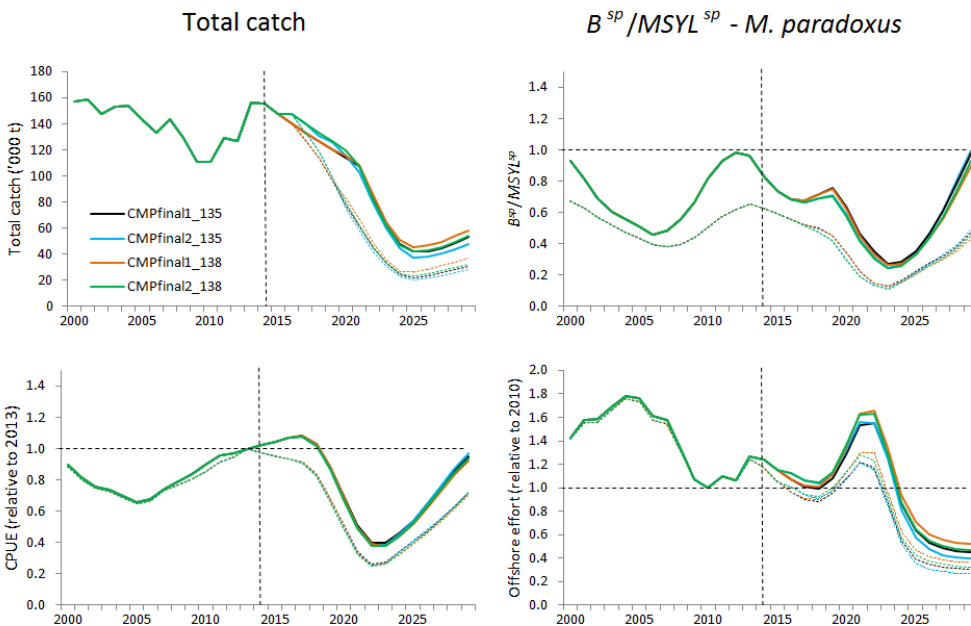 Total catch
B sp /MSYL sp - M. paradoxus
Total catch ('000 t)
180
160
140
120
100
80
60
40
20
0
CMPfinal1_135
CMPfinal2_135
CMPfinal1_138
CMPfinal2_138
2000 2005 2010 2015 2020 2025
Bsp/MSYLsp
1.4
1.2
1.0
0.8
0.6
0.4
0.2
0.0
2000 2005 2010 2015 2020 2025
CPUE (relative to 2013)
1.4
1.2
1.0
0.8
0.6
0.4
0.2
0.0
2000 2005 2010 2015 2020 2025
Offshore effort (relative to 2010)
2.0
1.8
1.6
1.4
1.2
1.0
0.8
0.6
0.4
0.2
0.0
2000 2005 2010 2015 2020 2025